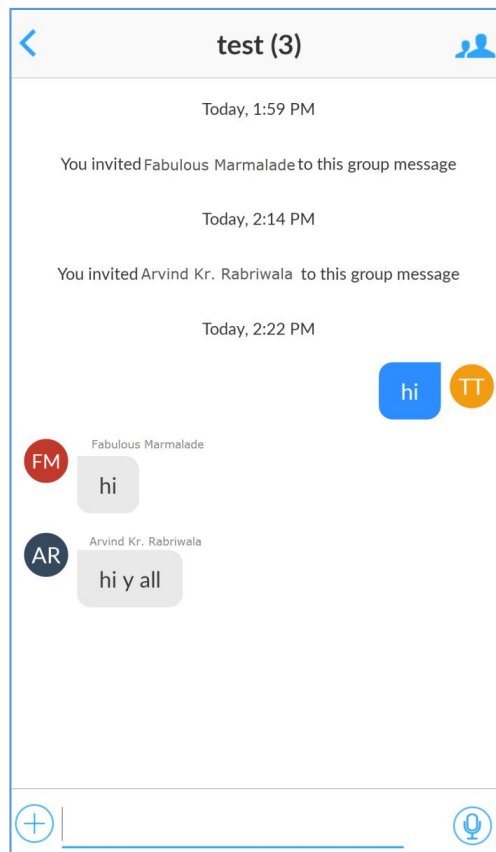 test (3)
Today, 1:59 PM
You invited Fabulous Marmalade to this group message
Today, 2:14 PM
You invited Arvind Kr. Rabriwala to this group message
Today, 2:22 PM
hi
TT
Fabulous Marmalade
FM
hi
Arvind Kr. Rabriwala
AR
hi y all